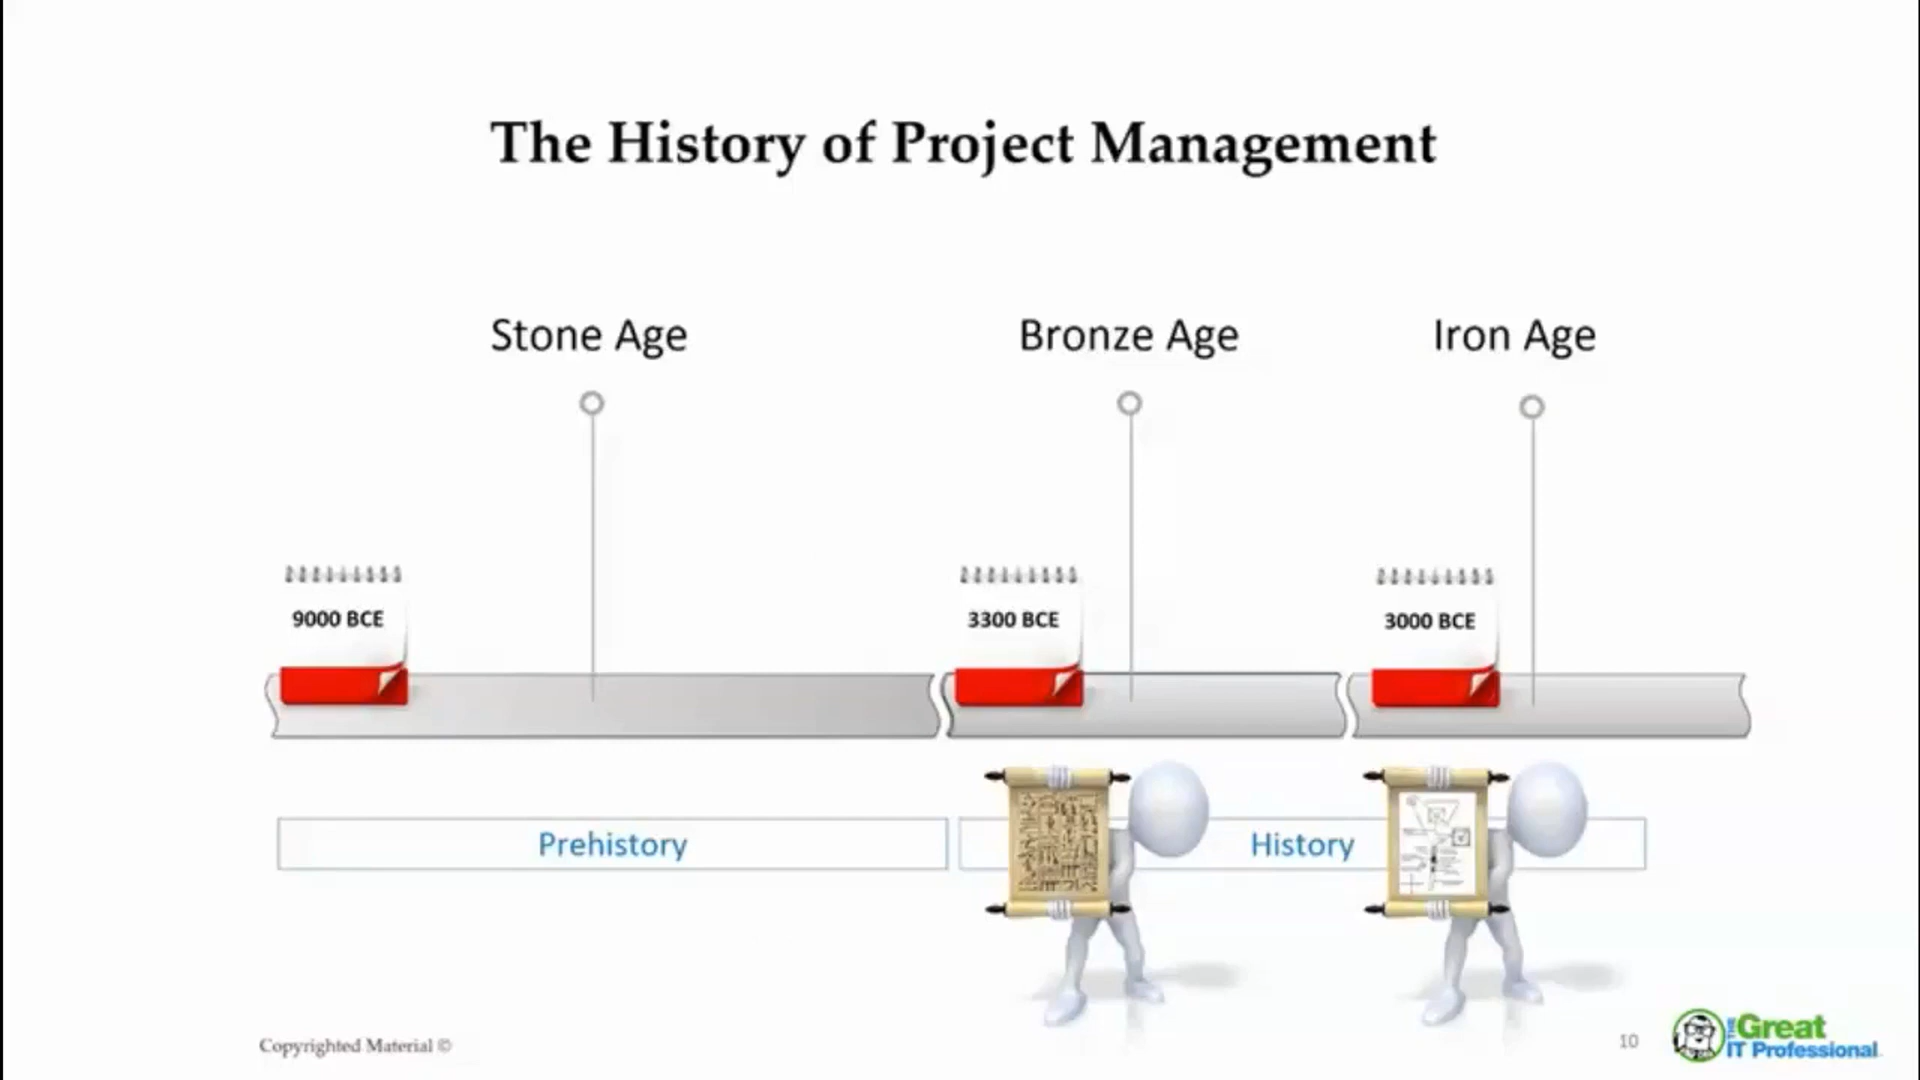 The History of Project Management
Stone Age
Bronze Age
Iron Age
9000 BCE
3300 BCE
3000 BCE
Prehistory
History
Copyrighted Material ©
10
THE Great
IT Professional